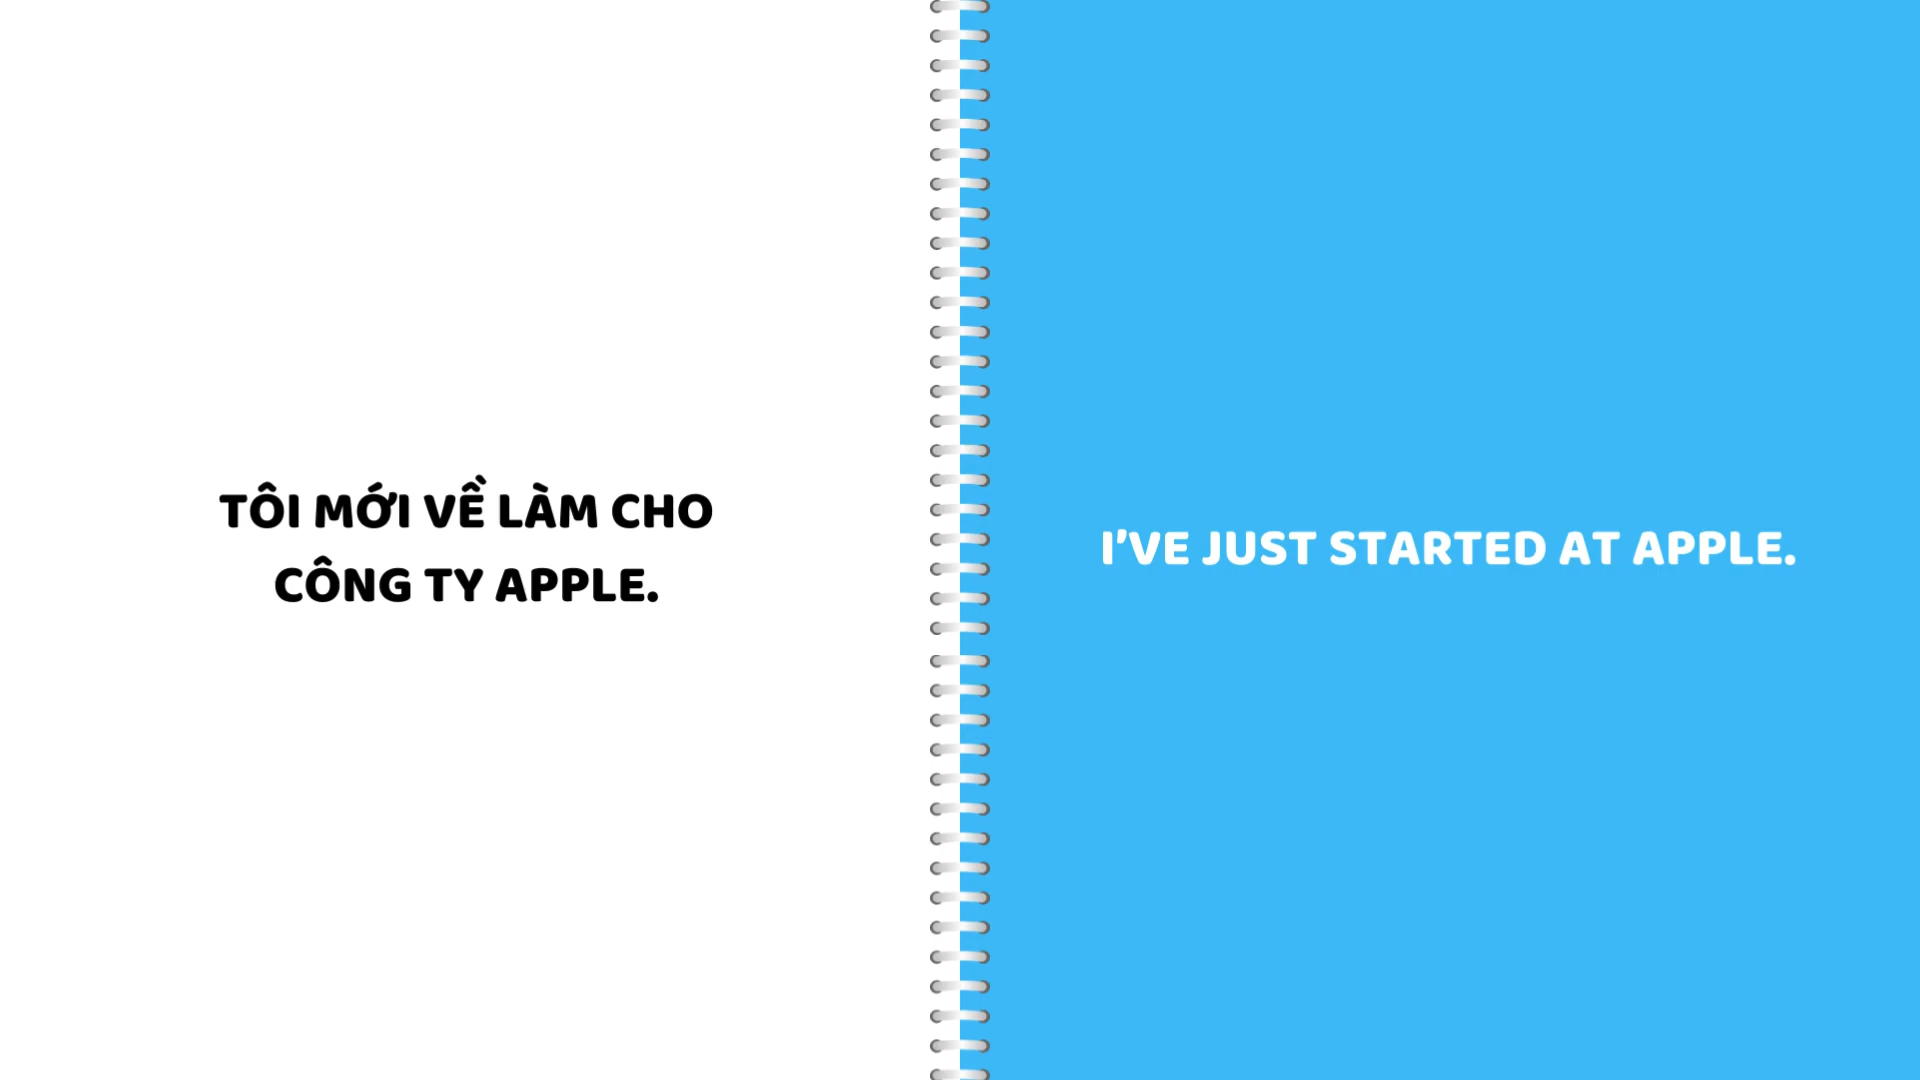 TÔI MỚI VỀ LÀM CHO
CÔNG TY APPLE.
I'VE JUST STARTED AT APPLE.